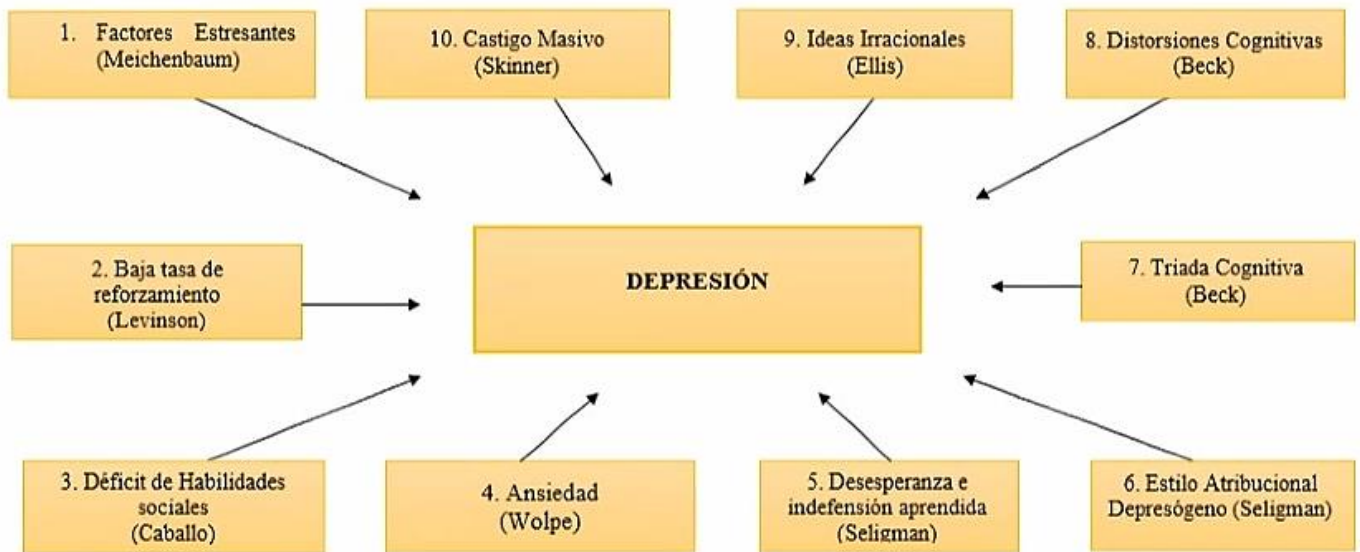 1. Factores Estresantes
(Meichenbaum)
10. Castigo Masivo
(Skinner)
9. Ideas Irracionales
(Ellis)
8. Distorsiones Cognitivas
(Beck)
2. Baja tasa de
reforzamiento
(Levinson)
DEPRESIÓN
7. Triada Cognitiva
(Beck)
3. Déficit de Habilidades
sociales
(Caballo)
4. Ansiedad
(Wolpe)
5. Desesperanza e
indefensión aprendida
(Seligman)
6. Estilo Atribucional
Depresógeno (Seligman)